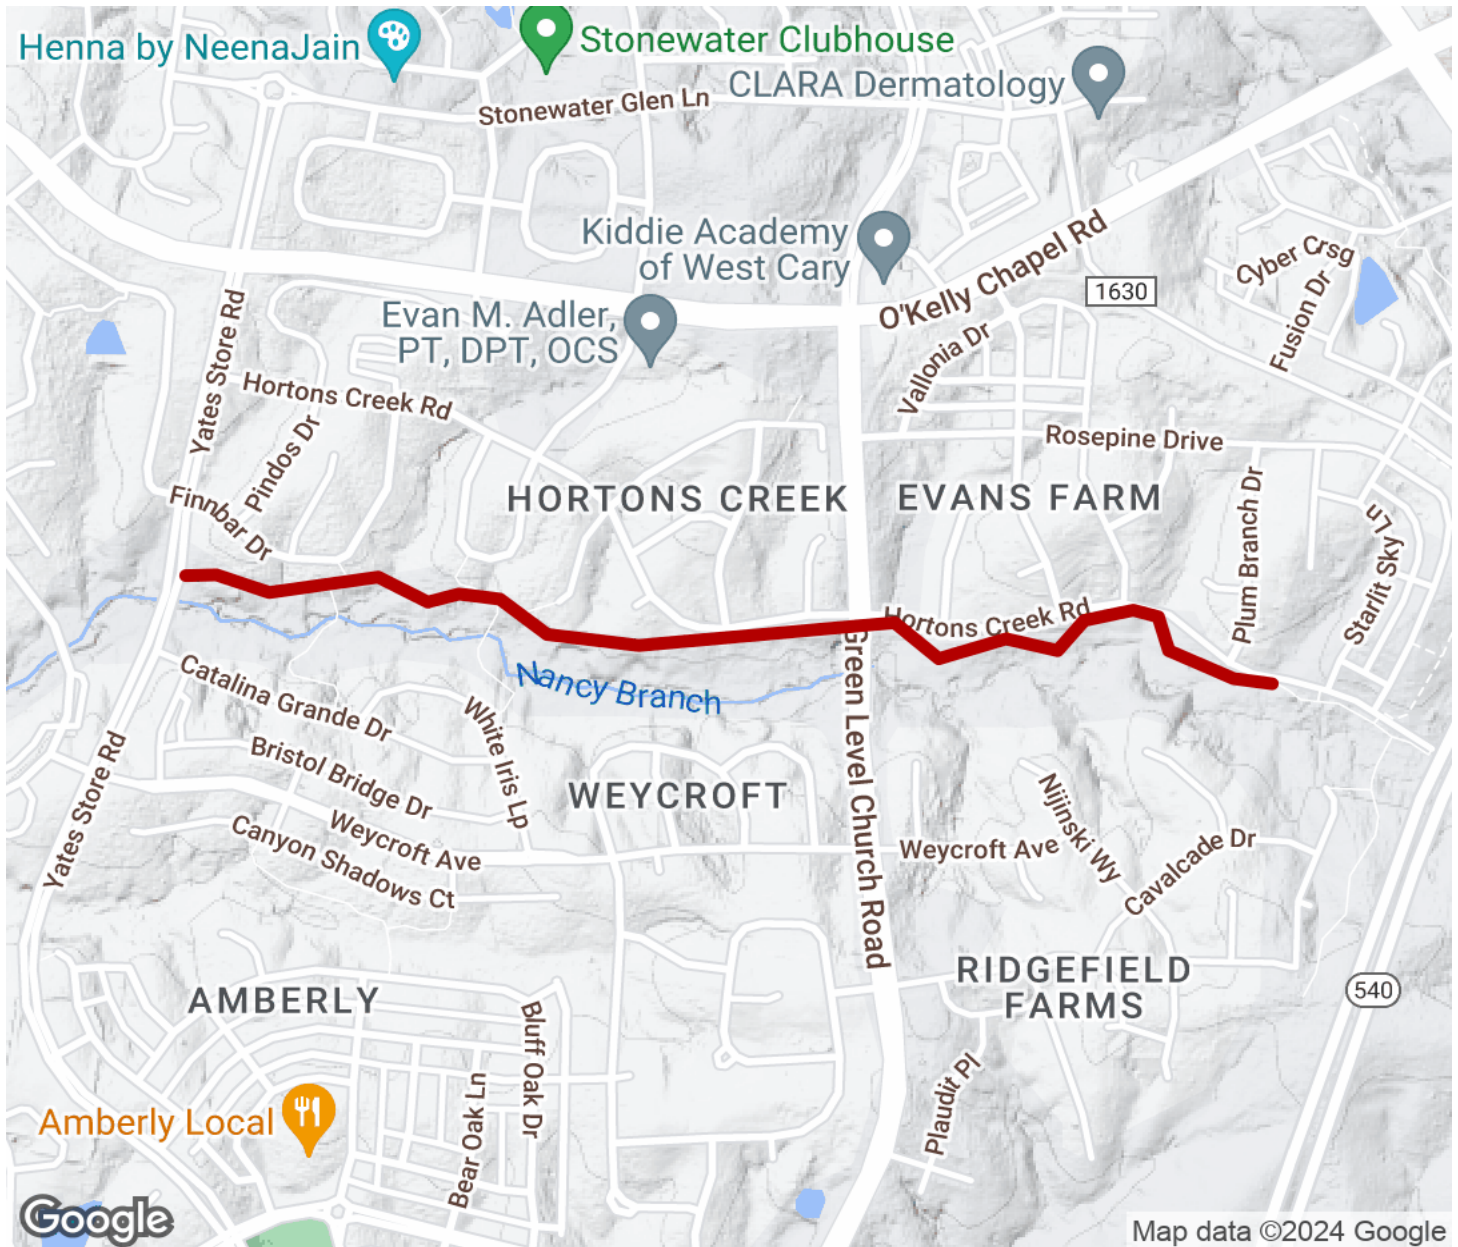 Henna by NeenaJain
Stonewater Clubhouse
CLARA Dermatology
Stonewater Glen Ln
Kiddie Academy
of West Cary
O'Kelly Chapel Rd
Cyber Crsg
1630
Fusion Dr
Evan M. Adler,
PT, DPT, OCS
Yates Store Rd
Vallonia Dr
Hortons Creek Rd
Pindos Dr
Rosepine Drive
Finnbar Dr
HORTONS CREEK
EVANS FARM
Plum Branch Dr
Starlit Sky Ln
Hortons Creek Rd
Green Level Church Road
Nancy Branch
Catalina Grande Dr
White Iris Lp
Bristol Bridge Dr
Yates Store Rd
WEYCROFT
Nijinski Wy
Weycroft Ave
Weycroft Ave
Cavalcade Dr
Canyon Shadows Ct
RIDGEFIELD
FARMS
540
AMBERLY
Bluff Oak Dr
Bear Oak Ln
Plaudit Pl
Amberly Local
Google
Map data ©2024 Google